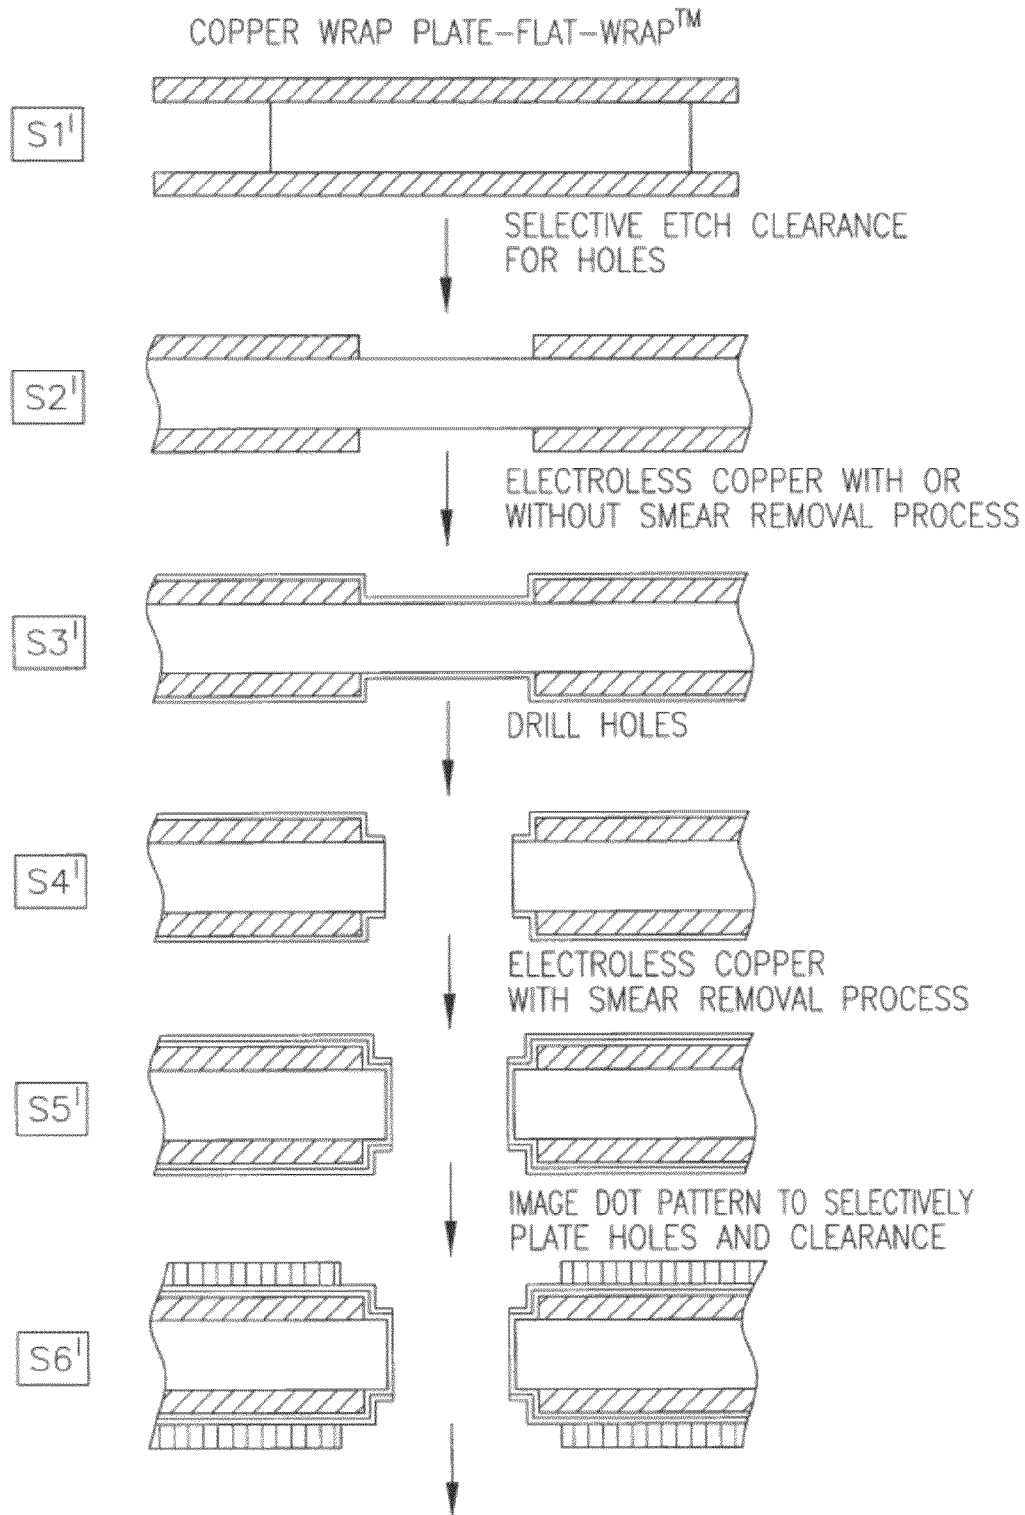 COPPER WRAP PLATE-FLAT-WRAP™
S1'
SELECTIVE ETCH CLEARANCE
FOR HOLES
S2'
ELECTROLESS COPPER WITH OR
WITHOUT SMEAR REMOVAL PROCESS
S3'
DRILL HOLES
S4'
ELECTROLESS COPPER
WITH SMEAR REMOVAL PROCESS
S5'
IMAGE DOT PATTERN TO SELECTIVELY
PLATE HOLES AND CLEARANCE
S6'